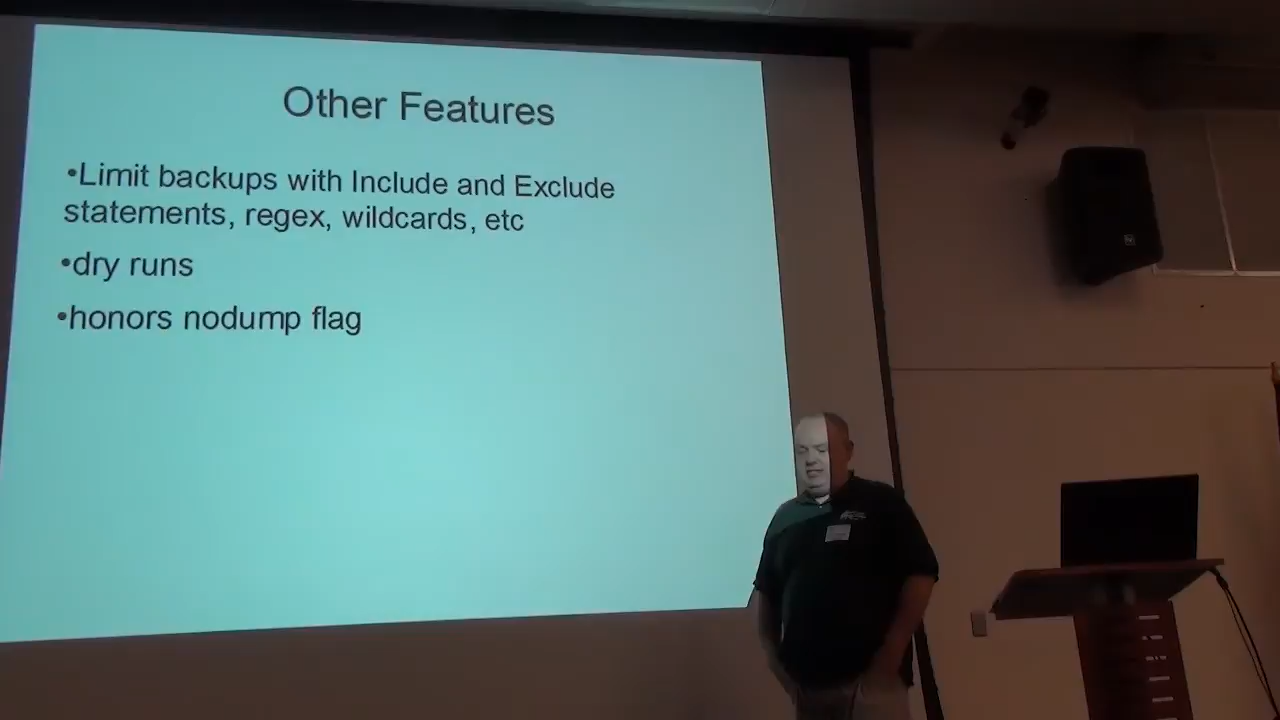 Other Features
•Limit backups with Include and Exclude
statements, regex, wildcards, etc
•dry runs
•honors nodump flag